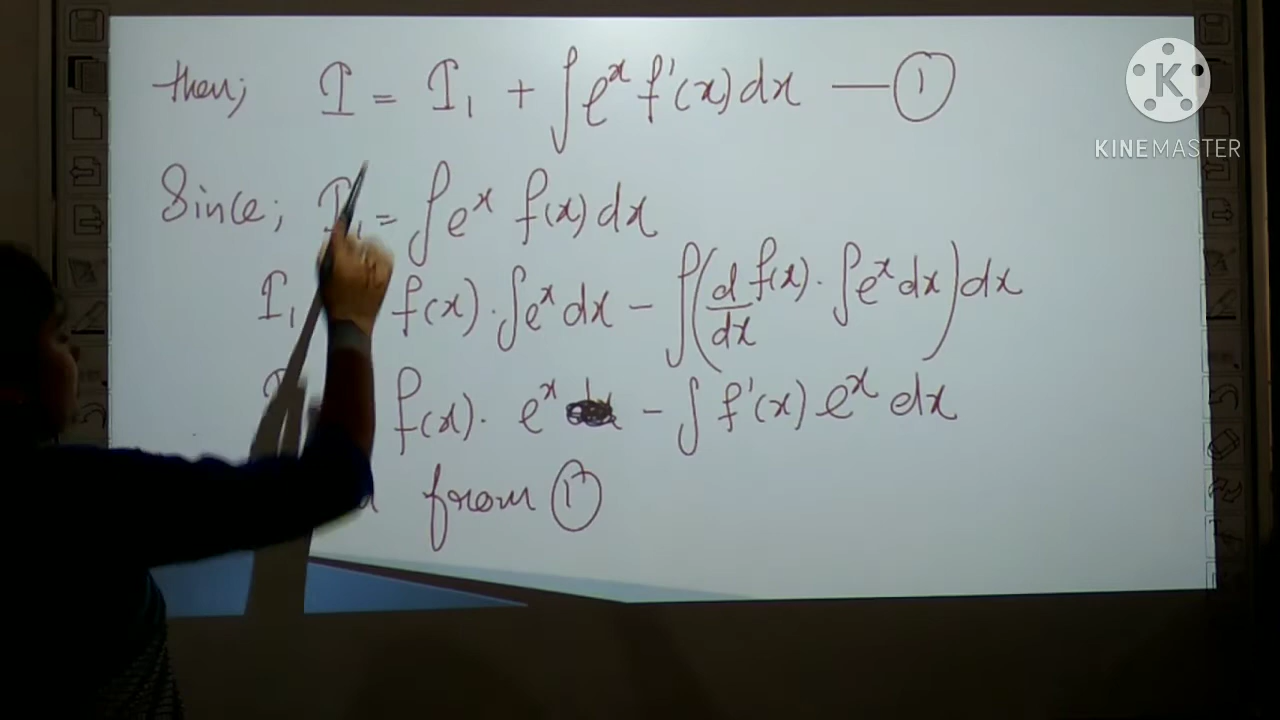 then; I = I₁ + ∫eˣ f'(x) dx — ①
K
KINEMASTER
Since; I₁ = ∫eˣ f(x) dx
I₁ f(x) . ∫eˣ dx - ∫(d/dx f(x) . ∫eˣ dx) dx
f(x) . eˣ - ∫ f'(x) eˣ dx
from ①